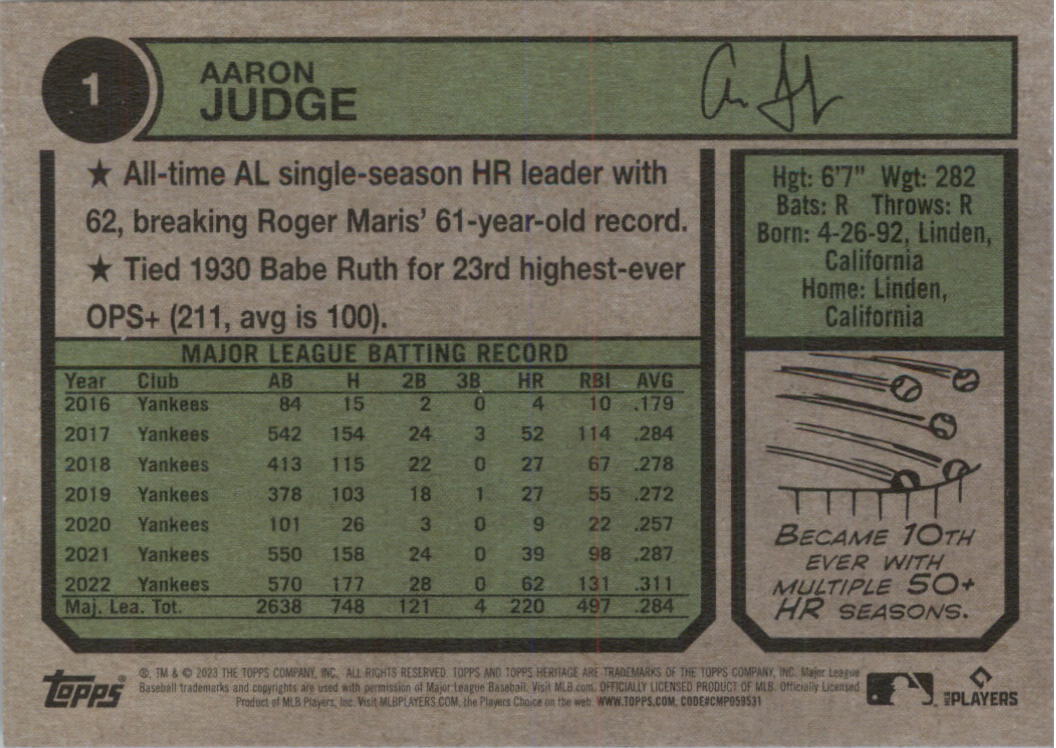 1
AARON
JUDGE
★ All-time AL single-season HR leader with
62, breaking Roger Maris' 61-year-old record.
★ Tied 1930 Babe Ruth for 23rd highest-ever
OPS+ (211, avg is 100).
MAJOR LEAGUE BATTING RECORD
Year Club AB H 2B 3B HR RBI AVG
2016 Yankees 84 15 2 0 4 10 .179
2017 Yankees 542 154 24 3 52 114 .284
2018 Yankees 413 115 22 0 27 67 .278
2019 Yankees 378 103 18 1 27 55 .272
2020 Yankees 101 26 3 0 9 22 .257
2021 Yankees 550 158 24 0 39 98 .287
2022 Yankees 570 177 28 0 62 131 .311
Maj. Lea. Tot. 2638 748 121 4 220 497 .284
Hgt: 6'7" Wgt: 282
Bats: R Throws: R
Born: 4-26-92, Linden,
California
Home: Linden,
California
BECAME 10TH
EVER WITH
MULTIPLE 50+
HR SEASONS.
topps®
®, TM & © 2023 THE TOPPS COMPANY, INC. ALL RIGHTS RESERVED. TOPPS AND TOPPS HERITAGE ARE TRADEMARKS OF THE TOPPS COMPANY, INC. Major League
Baseball trademarks and copyrights are used with permission of Major League Baseball. Visit MLB.com. OFFICIALLY LICENSED PRODUCT OF MLB. Officially Licensed
Product of MLB Players, Inc. Visit MLBPLAYERS.COM, the Players Choice on the web. WWW.TOPPS.COM. CODE#CMP059531
MLB PLAYERS